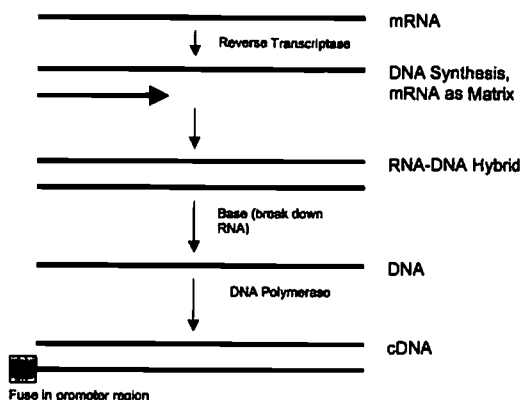 mRNA
Reverse Transcriptase
DNA Synthesis,
mRNA as Matrix
RNA-DNA Hybrid
Base (break down
RNA)
DNA
DNA Polymerase
cDNA
Fuse in promotor region